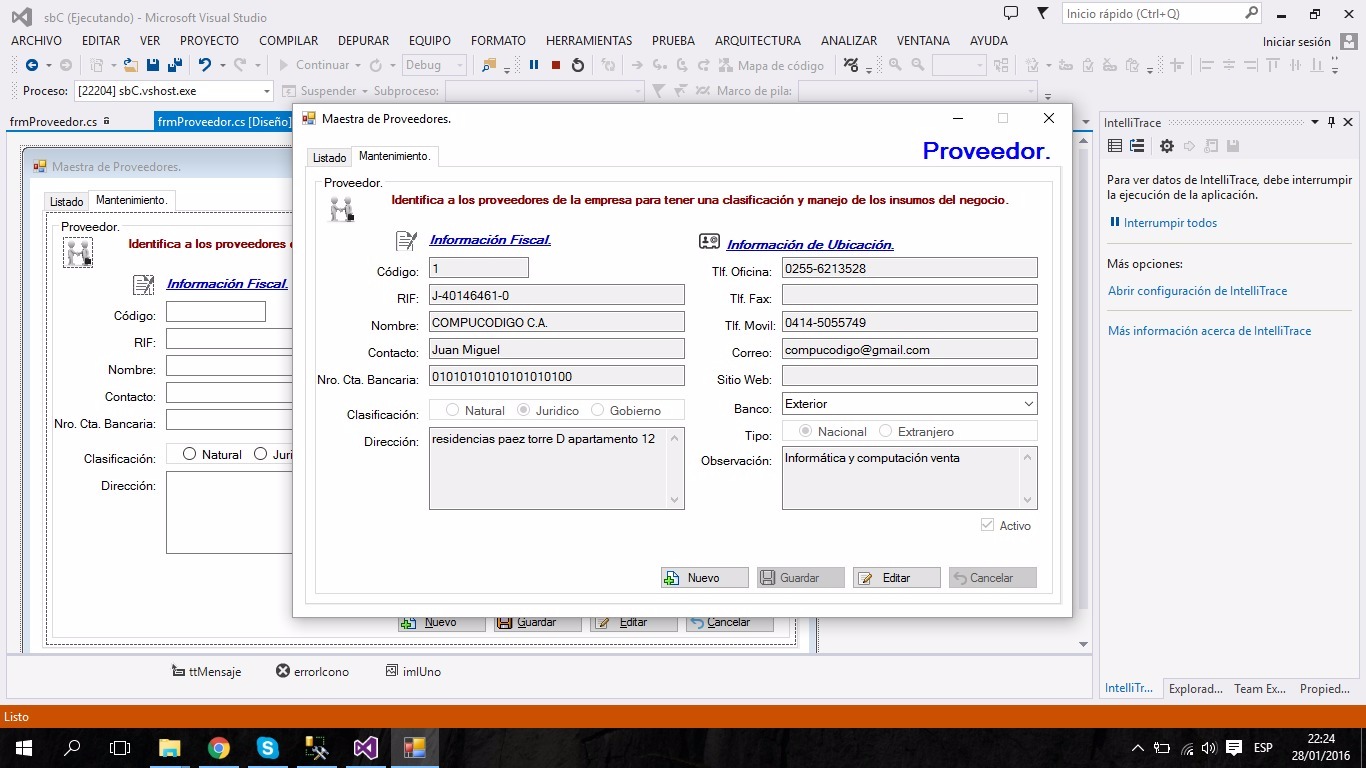 sbC (Ejecutando) - Microsoft Visual Studio
Inicio rápido (Ctrl+Q)
ARCHIVO EDITAR VER PROYECTO COMPILAR DEPURAR EQUIPO FORMATO HERRAMIENTAS PRUEBA ARQUITECTURA ANALIZAR VENTANA AYUDA
Iniciar sesión
Continuar Debug Mapa de código
Proceso: [22204] sbC.vshost.exe Suspender Subproceso: Marco de pila:
frmProveedor.cs frmProveedor.cs [Diseño]
Maestra de Proveedores.
Listado Mantenimiento.
Proveedor.
Identifica a los proveedores
Información Fiscal.
Código:
RIF:
Nombre:
Contacto:
Nro. Cta. Bancaria:
Clasificación: Natural Juri
Dirección:
Nuevo Guardar Editar Cancelar
Maestra de Proveedores.
Proveedor.
Listado Mantenimiento.
Proveedor.
Identifica a los proveedores de la empresa para tener una clasificación y manejo de los insumos del negocio.
Información Fiscal.
Código: 1
RIF: J-40146461-0
Nombre: COMPUCODIGO C.A.
Contacto: Juan Miguel
Nro. Cta. Bancaria: 01010101010101010100
Clasificación: Natural Juridico Gobierno
Dirección: residencias paez torre D apartamento 12
Información de Ubicación.
Tlf. Oficina: 0255-6213528
Tlf. Fax:
Tlf. Movil: 0414-5055749
Correo: compucodigo@gmail.com
Sitio Web:
Banco: Exterior
Tipo: Nacional Extranjero
Observación: Informática y computación venta
Activo
Nuevo Guardar Editar Cancelar
IntelliTrace
Para ver datos de IntelliTrace, debe interrumpir
la ejecución de la aplicación.
Interrumpir todos
Más opciones:
Abrir configuración de IntelliTrace
Más información acerca de IntelliTrace
IntelliTr... Explorad... Team Ex... Propied...
ttMensaje errorIcono imlUno
Listo
ESP
22:24
28/01/2016